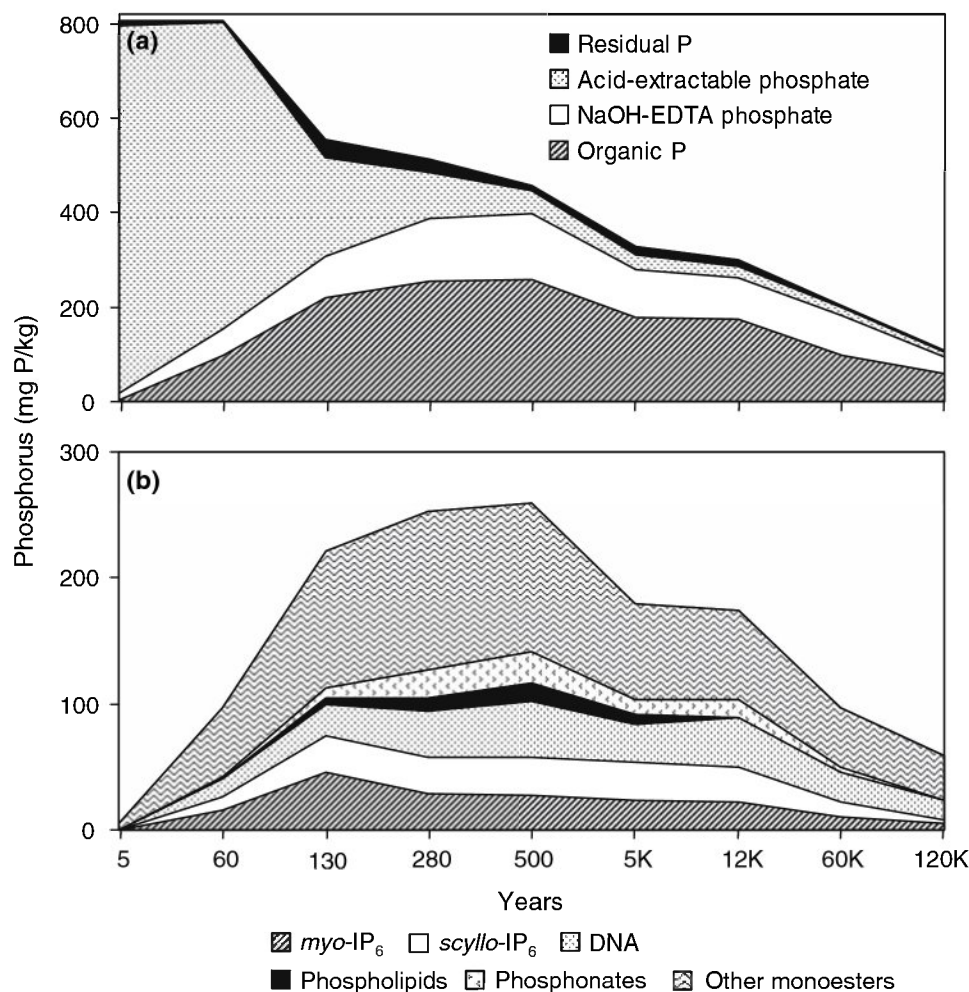 800
(a)
Residual P
Acid-extractable phosphate
NaOH-EDTA phosphate
Organic P
600
400
200
0
Phosphorus (mg P/kg)
300
(b)
200
100
0
5 60 130 280 500 5K 12K 60K 120K
Years
myo-IP₆ scyllo-IP₆ DNA
Phospholipids Phosphonates Other monoesters